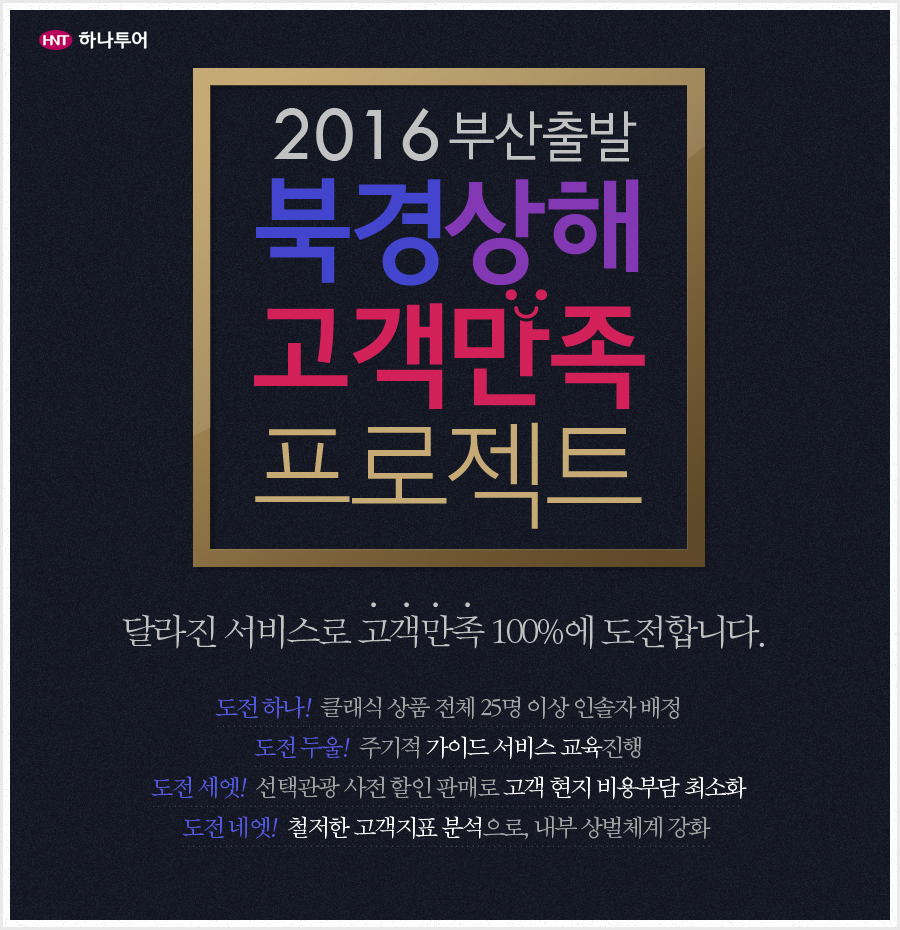 HNT 하나투어
2016 부산출발
북경상해
고객만족
프로젝트
달라진 서비스로 고객만족 100%에 도전합니다.
도전 하나! 클래식 상품 전체 25명 이상 인솔자 배정
도전 두울! 주기적 가이드 서비스 교육진행
도전 세엣! 선택관광 사전 할인 판매로 고객 현지 비용부담 최소화
도전 네엣! 철저한 고객지표 분석으로, 내부 상벌체계 강화